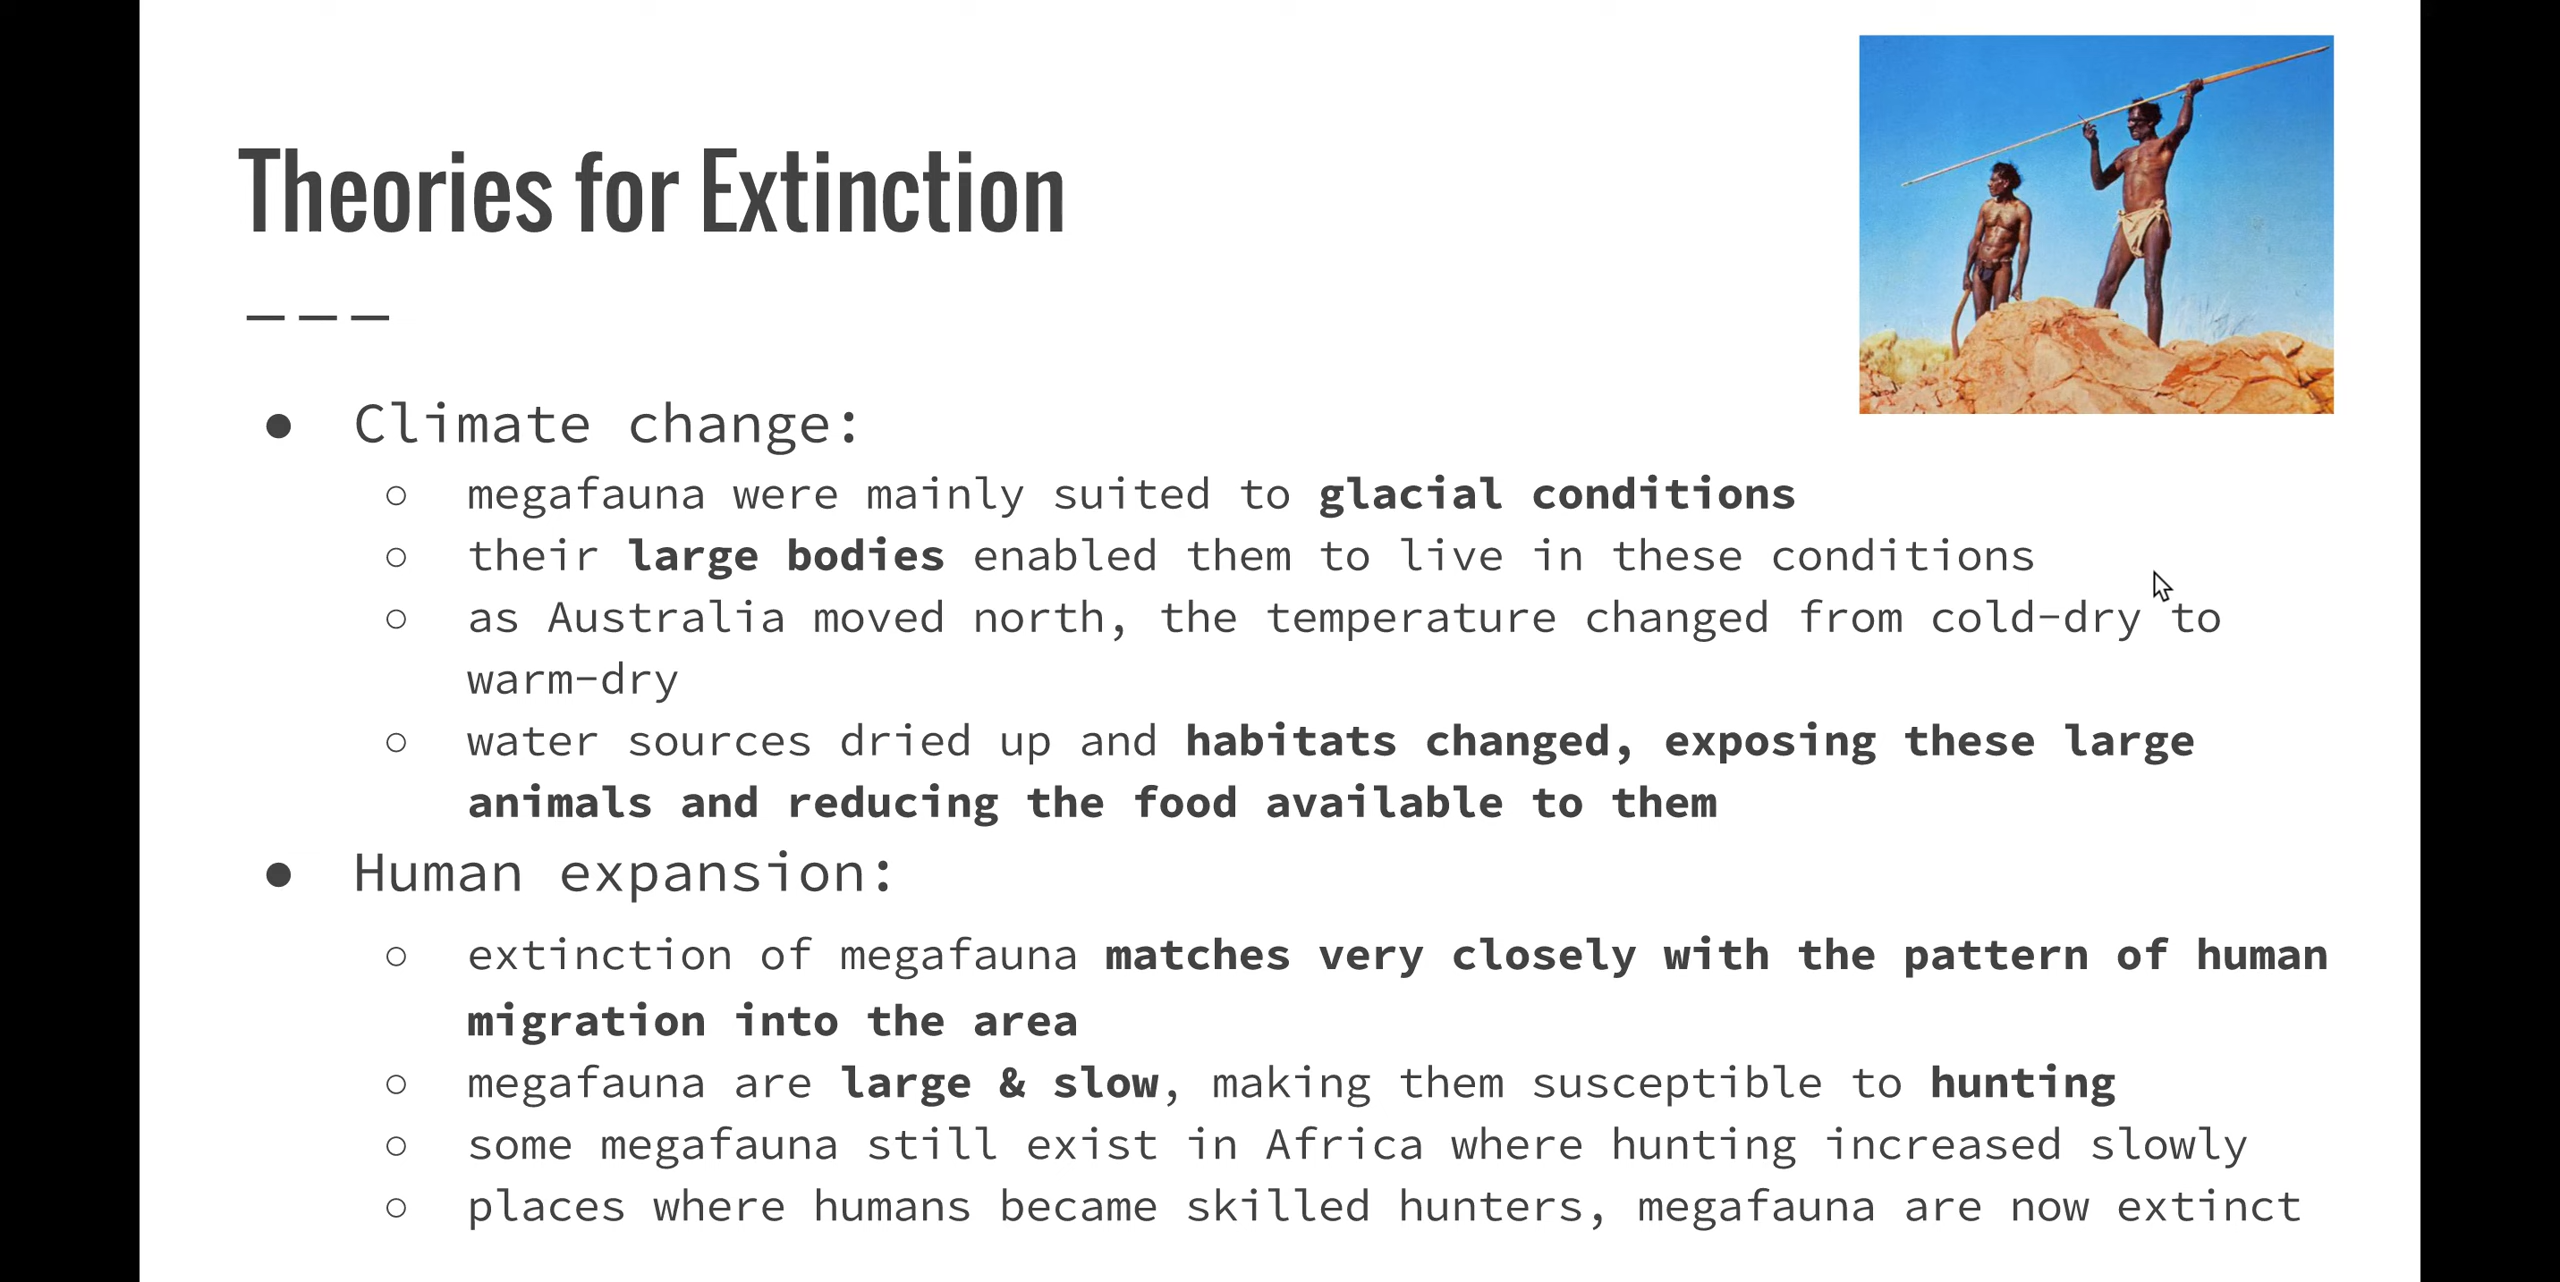 Theories for Extinction
● Climate change:
○ megafauna were mainly suited to glacial conditions
○ their large bodies enabled them to live in these conditions
○ as Australia moved north, the temperature changed from cold-dry to
warm-dry
○ water sources dried up and habitats changed, exposing these large
animals and reducing the food available to them
● Human expansion:
○ extinction of megafauna matches very closely with the pattern of human
migration into the area
○ megafauna are large & slow, making them susceptible to hunting
○ some megafauna still exist in Africa where hunting increased slowly
○ places where humans became skilled hunters, megafauna are now extinct